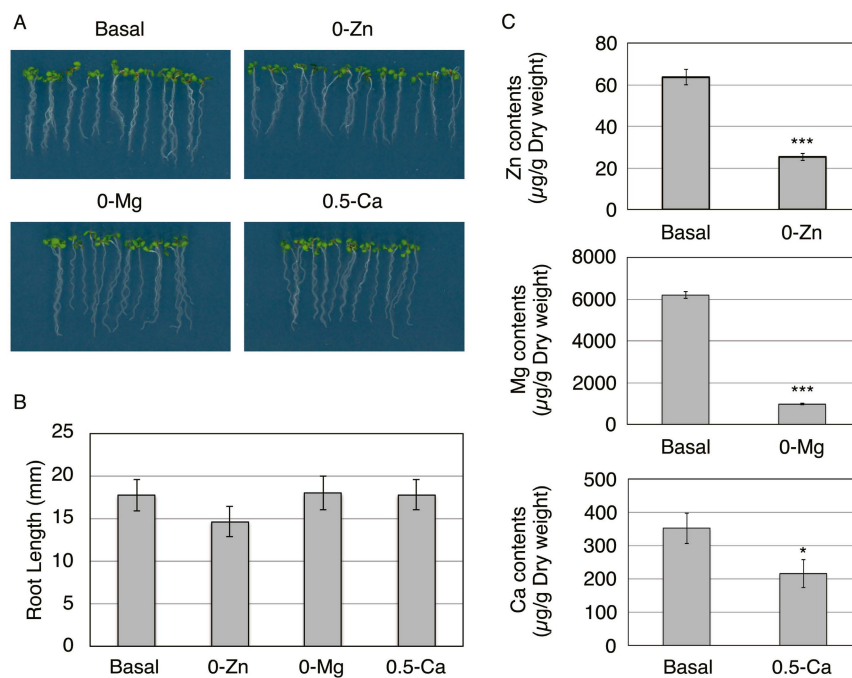 A
Basal
0-Zn
0-Mg
0.5-Ca
B
Root Length (mm)
25
20
15
10
5
0
Basal 0-Zn 0-Mg 0.5-Ca
C
Zn contents
(µg/g Dry weight)
80
60
40
20
0
***
Basal 0-Zn
Mg contents
(µg/g Dry weight)
8000
6000
4000
2000
0
***
Basal 0-Mg
Ca contents
(µg/g Dry weight)
500
400
300
200
100
0
*
Basal 0.5-Ca